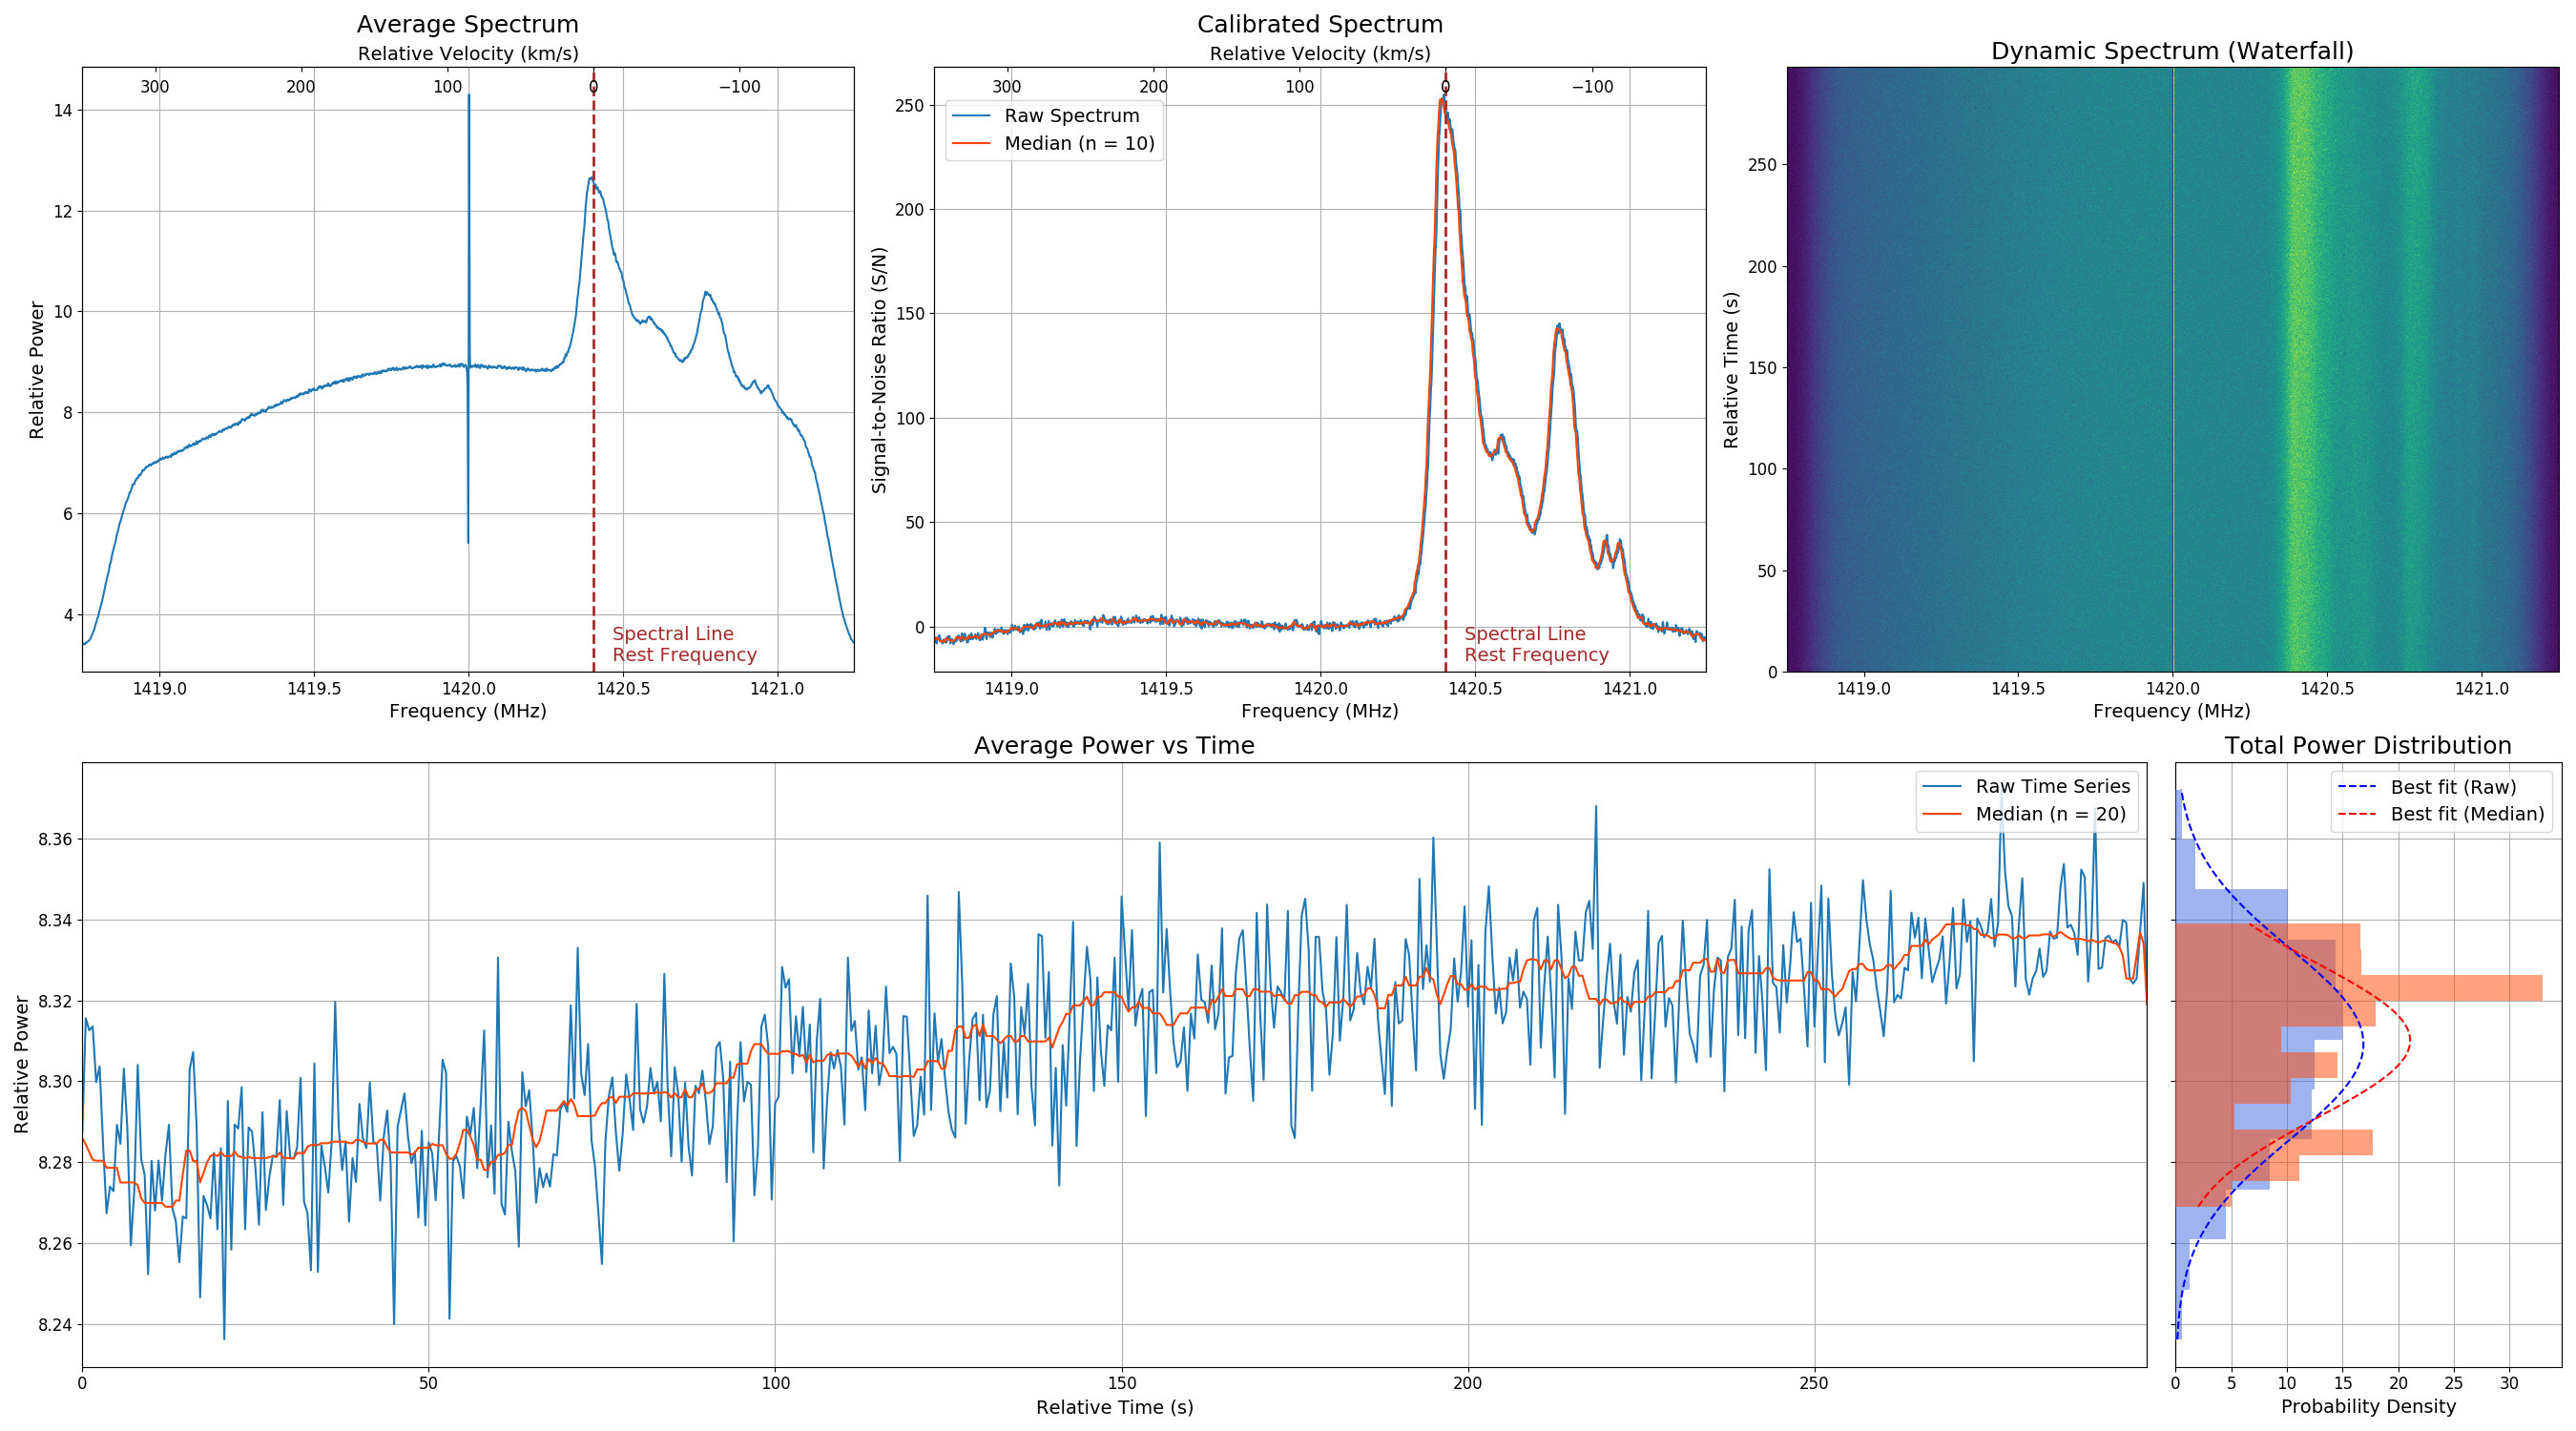 Average Spectrum
Relative Velocity (km/s)
300 200 100 0 −100
14
12
10
8
6
4
Relative Power
Spectral Line
Rest Frequency
1419.0 1419.5 1420.0 1420.5 1421.0
Frequency (MHz)
Calibrated Spectrum
Relative Velocity (km/s)
300 200 100 0 −100
Raw Spectrum
Median (n = 10)
250
200
150
100
50
0
Signal-to-Noise Ratio (S/N)
Spectral Line
Rest Frequency
1419.0 1419.5 1420.0 1420.5 1421.0
Frequency (MHz)
Dynamic Spectrum (Waterfall)
250
200
150
100
50
0
Relative Time (s)
1419.0 1419.5 1420.0 1420.5 1421.0
Frequency (MHz)
Average Power vs Time
Raw Time Series
Median (n = 20)
8.36
8.34
8.32
8.30
8.28
8.26
8.24
Relative Power
0 50 100 150 200 250
Relative Time (s)
Total Power Distribution
Best fit (Raw)
Best fit (Median)
0 5 10 15 20 25 30
Probability Density